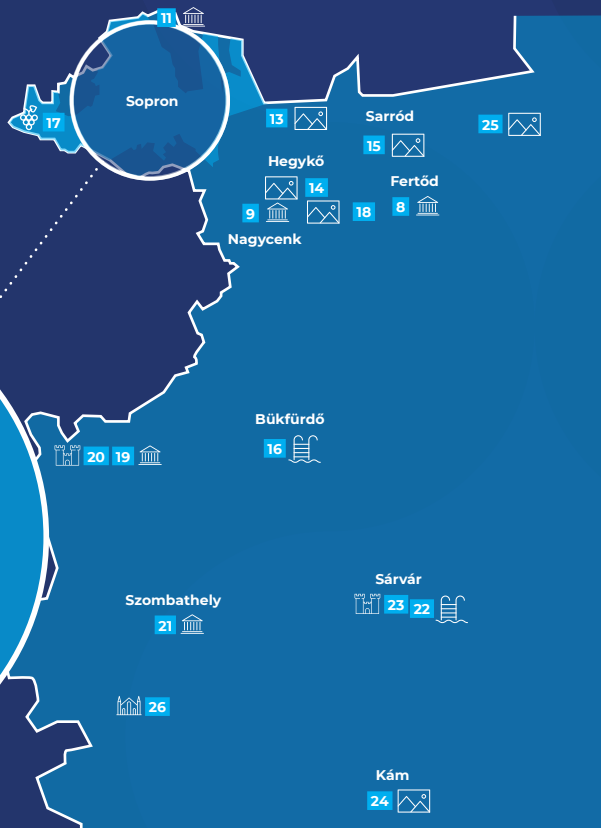 11
Sopron
17
13
Sarród
25
15
Hegykő
14
Fertőd
9
18
8
Nagycenk
Bükfürdő
16
20 19
Sárvár
23 22
Szombathely
21
26
Kám
24